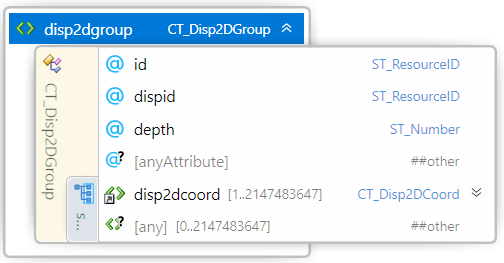 disp2dgroup CT_Disp2DGroup
CT_Disp2DGroup
id ST_ResourceID
dispid ST_ResourceID
depth ST_Number
[anyAttribute] ##other
S...
disp2dcoord [1..2147483647] CT_Disp2DCoord
[any] [0..2147483647] ##other